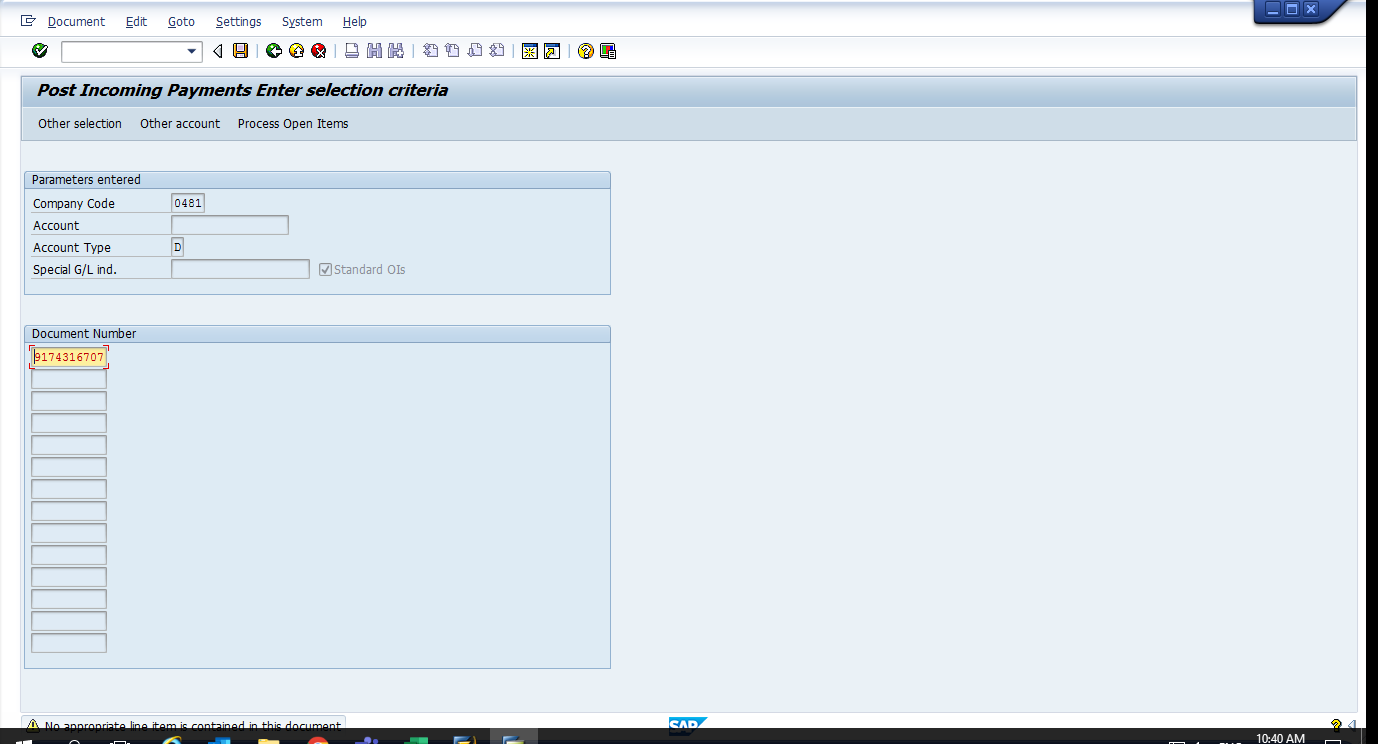 Document Edit Goto Settings System Help
Post Incoming Payments Enter selection criteria
Other selection Other account Process Open Items
Parameters entered
Company Code 0481
Account
Account Type D
Special G/L ind. Standard OIs
Document Number
9174316707
No appropriate line item is contained in this document
SAP
10:40 AM